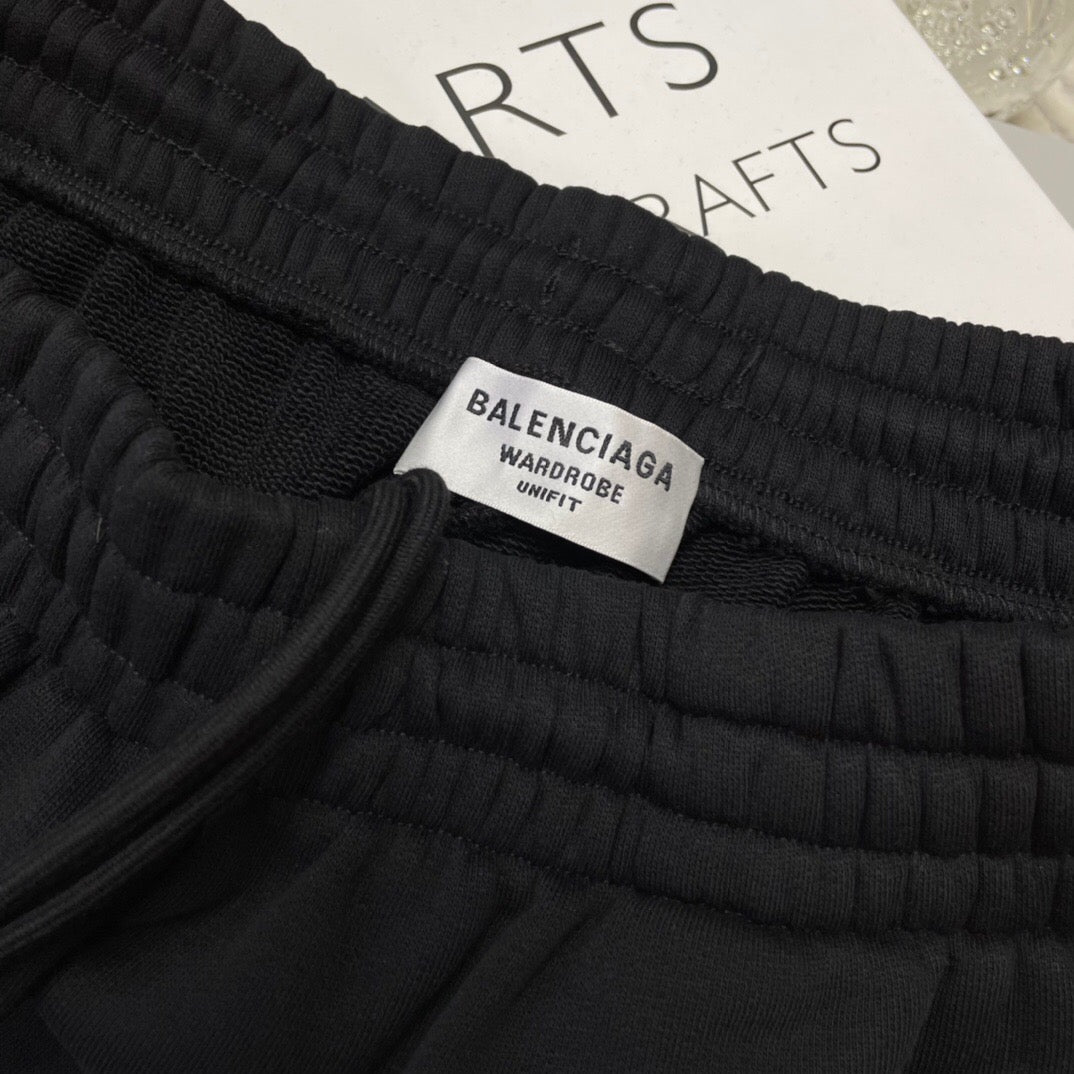 RTS
RAFTS
BALENCIAGA
WARDROBE
UNIFIT